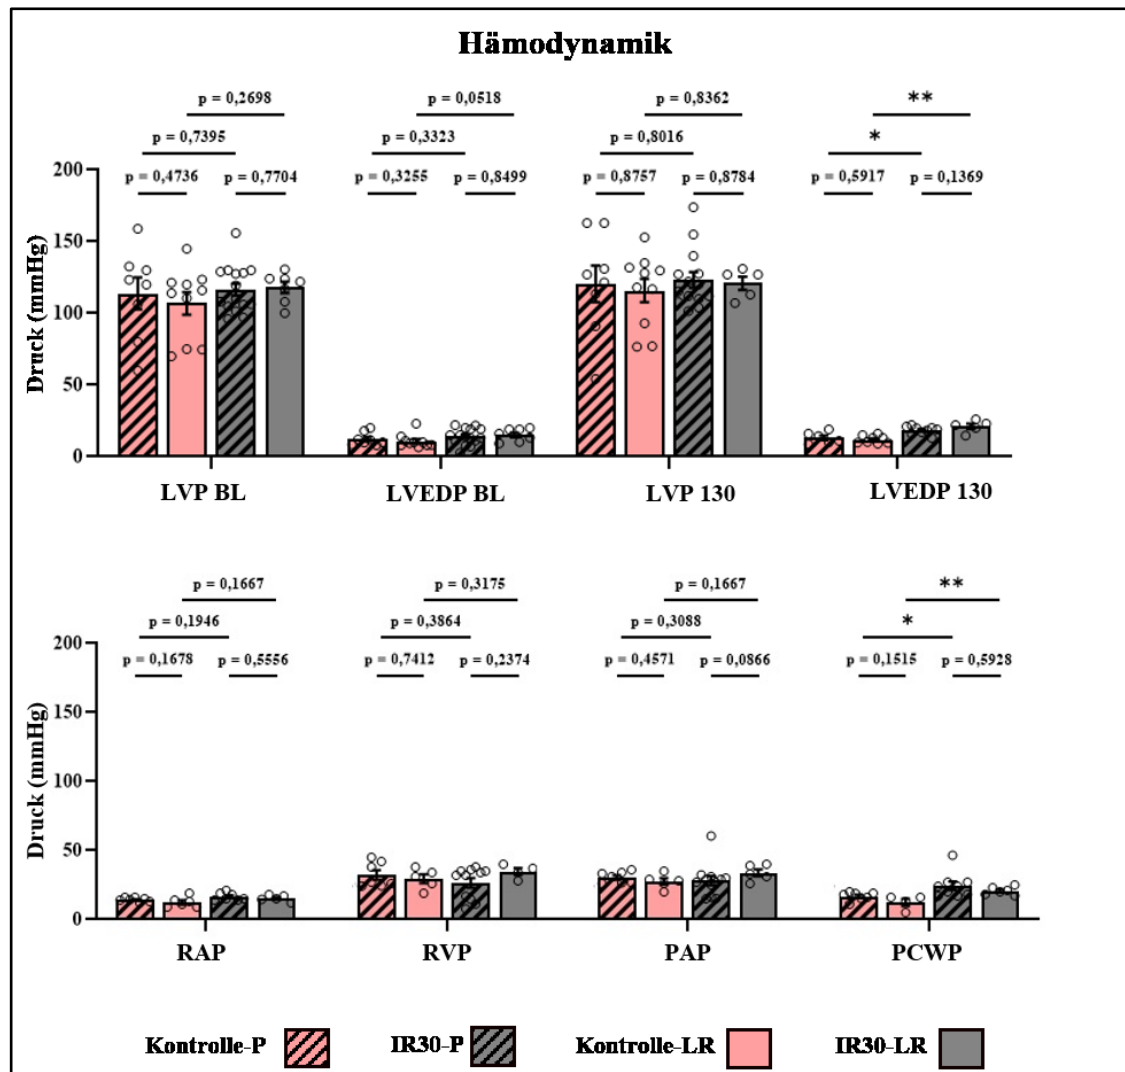 Hämodynamik
p = 0,2698 p = 0,0518 p = 0,8362 **
p = 0,7395 p = 0,3323 p = 0,8016 *
p = 0,4736 p = 0,7704 p = 0,3255 p = 0,8499 p = 0,8757 p = 0,8784 p = 0,5917 p = 0,1369
Druck (mmHg)
200
150
100
50
0
LVP BL LVEDP BL LVP 130 LVEDP 130
p = 0,1667 p = 0,3175 p = 0,1667 **
p = 0,1946 p = 0,3864 p = 0,3088 *
p = 0,1678 p = 0,5556 p = 0,7412 p = 0,2374 p = 0,4571 p = 0,0866 p = 0,1515 p = 0,5928
Druck (mmHg)
200
150
100
50
0
RAP RVP PAP PCWP
Kontrolle-P IR30-P Kontrolle-LR IR30-LR